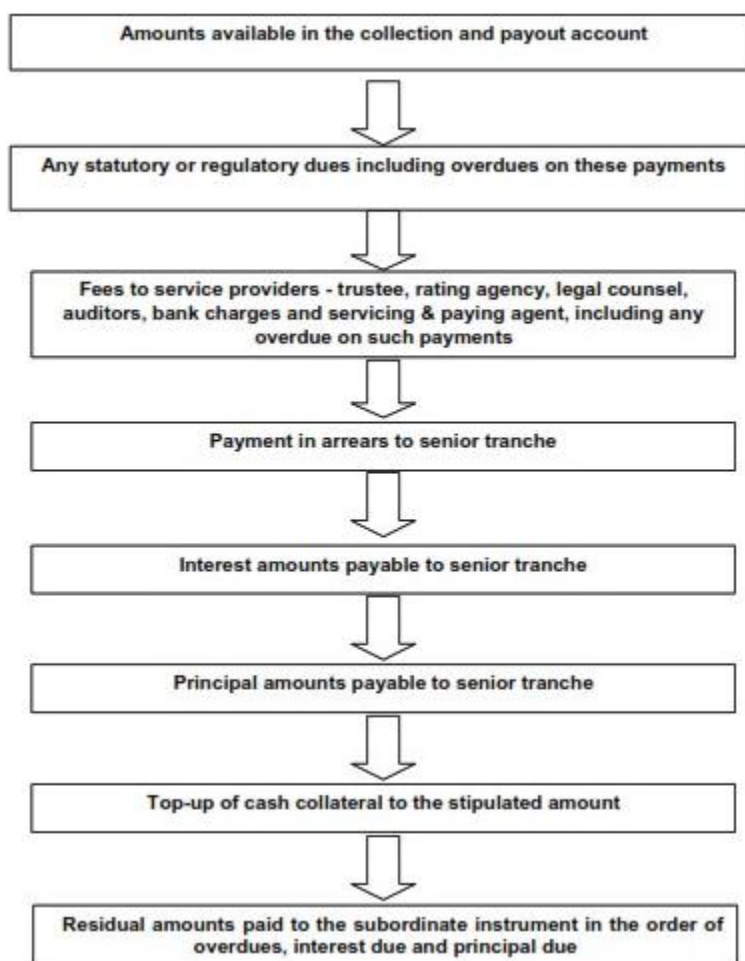 Amounts available in the collection and payout account
Any statutory or regulatory dues including overdues on these payments
Fees to service providers - trustee, rating agency, legal counsel,
auditors, bank charges and servicing & paying agent, including any
overdue on such payments
Payment in arrears to senior tranche
Interest amounts payable to senior tranche
Principal amounts payable to senior tranche
Top-up of cash collateral to the stipulated amount
Residual amounts paid to the subordinate instrument in the order of
overdues, interest due and principal due